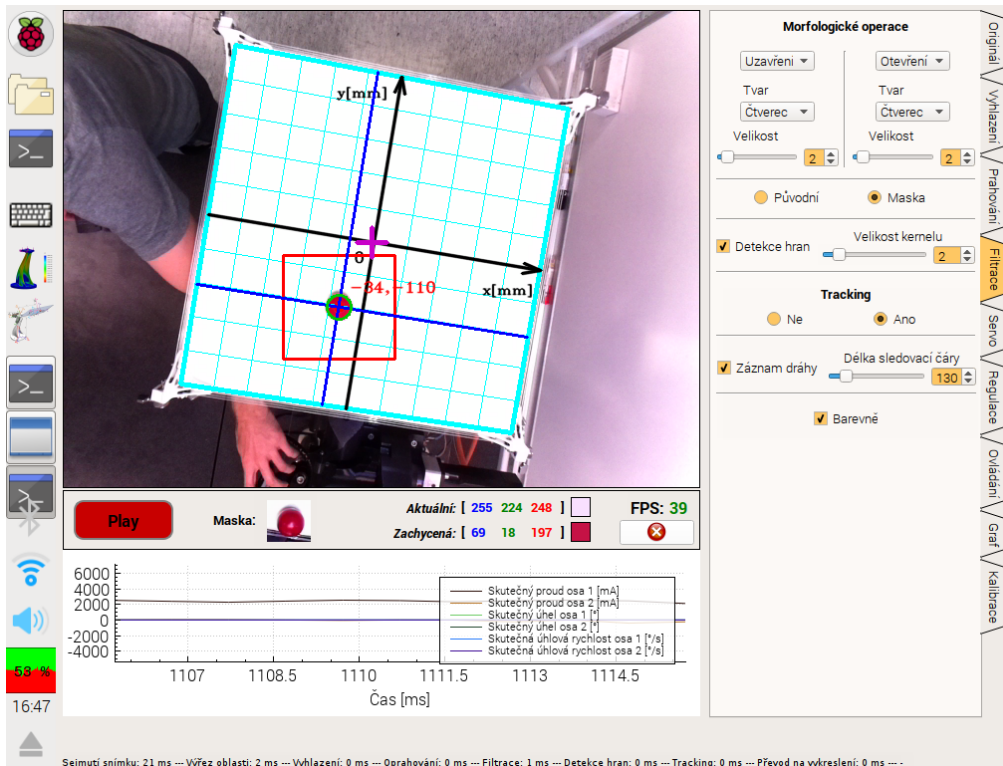 y[mm]
0
-34,-110
x[mm]
Morfologické operace
Uzavření Otevření
Tvar Tvar
Čtverec Čtverec
Velikost Velikost
2 2
Původní Maska
Detekce hran Velikost kernelu
2
Tracking
Ne Ano
Záznam dráhy Délka sledovací čáry
130
Barevně
Originál
Vyhlazení
Prahování
Filtrace
Servo
Regulace
Ovládání
Graf
Kalibrace
Play
Maska:
Aktuální: [ 255 224 248 ]
Zachycená: [ 69 18 197 ]
FPS: 39
6000
4000
2000
0
-2000
-4000
Skutečný proud osa 1 [mA]
Skutečný proud osa 2 [mA]
Skutečný úhel osa 1 [°]
Skutečný úhel osa 2 [°]
Skutečná úhlová rychlost osa 1 [°/s]
Skutečná úhlová rychlost osa 2 [°/s]
1107 1108.5 1110 1111.5 1113 1114.5
Čas [ms]
16:47
Sejmutí snímku: 21 ms --- Výřez oblasti: 2 ms --- Vyhlazení: 0 ms --- Oprahování: 0 ms --- Filtrace: 1 ms --- Detekce hran: 0 ms --- Tracking: 0 ms --- Převod na vykreslení: 0 ms --- -